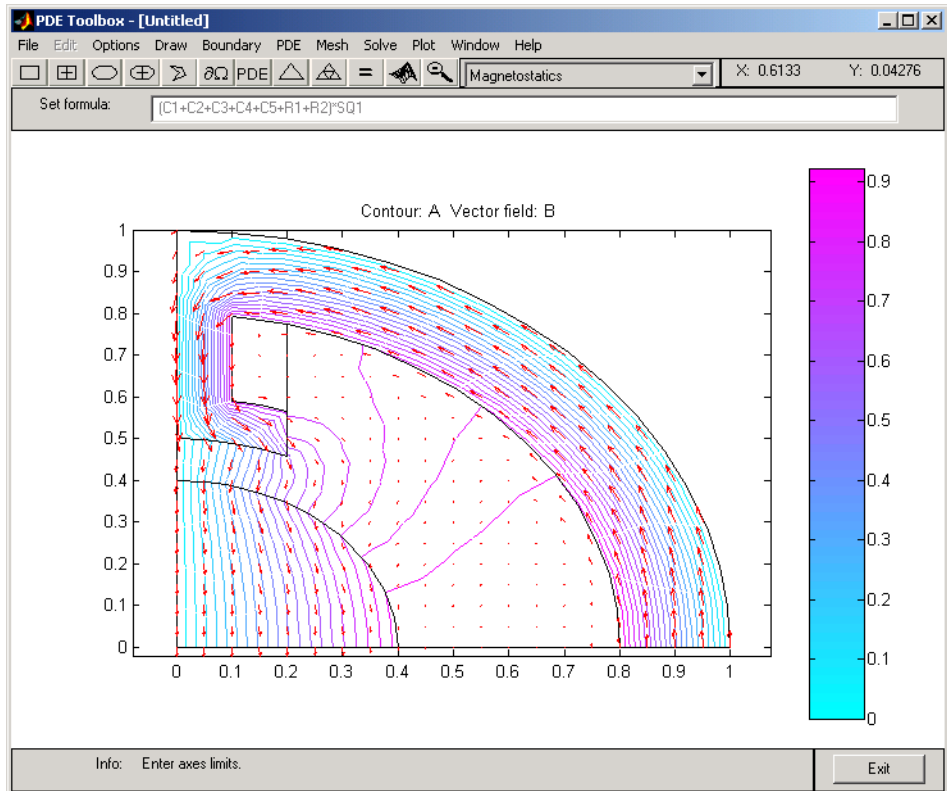 PDE Toolbox - [Untitled]
File Edit Options Draw Boundary PDE Mesh Solve Plot Window Help
∂Ω PDE = Magnetostatics X: 0.6133 Y: 0.04276
Set formula: (C1+C2+C3+C4+C5+R1+R2)*SQ1
Contour: A Vector field: B
1
0.9
0.8
0.7
0.6
0.5
0.4
0.3
0.2
0.1
0
0 0.1 0.2 0.3 0.4 0.5 0.6 0.7 0.8 0.9 1
0.9
0.8
0.7
0.6
0.5
0.4
0.3
0.2
0.1
0
Info: Enter axes limits.
Exit